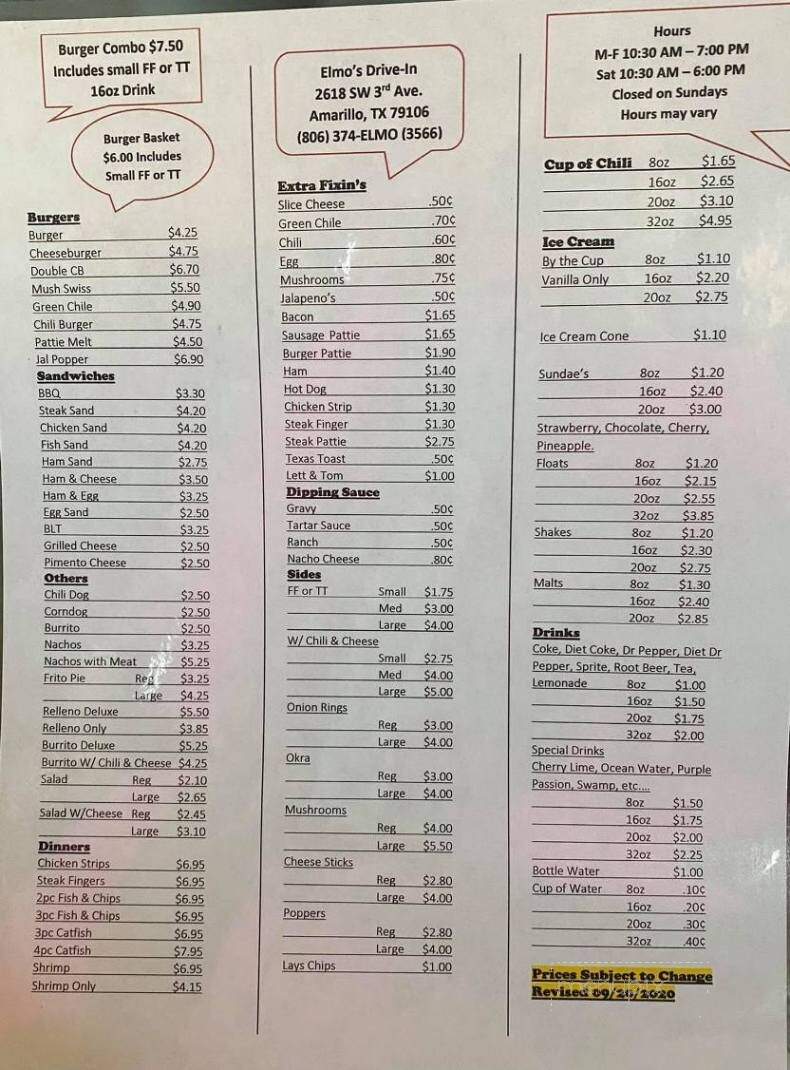 Burger Combo $7.50
Includes small FF or TT
16oz Drink
Burger Basket
$6.00 Includes
Small FF or TT
Burgers
Burger $4.25
Cheeseburger $4.75
Double CB $6.70
Mush Swiss $5.50
Green Chile $4.90
Chili Burger $4.75
Pattie Melt $4.50
Jal Popper $6.90
Sandwiches
BBQ $3.30
Steak Sand $4.20
Chicken Sand $4.20
Fish Sand $4.20
Ham Sand $2.75
Ham & Cheese $3.50
Ham & Egg $3.25
Egg Sand $2.50
BLT $3.25
Grilled Cheese $2.50
Pimento Cheese $2.50
Others
Chili Dog $2.50
Corndog $2.50
Burrito $2.50
Nachos $3.25
Nachos with Meat $5.25
Frito Pie Reg $3.25
Large $4.25
Relleno Deluxe $5.50
Relleno Only $3.85
Burrito Deluxe $5.25
Burrito W/ Chili & Cheese $4.25
Salad Reg $2.10
Large $2.65
Salad W/Cheese Reg $2.45
Large $3.10
Dinners
Chicken Strips $6.95
Steak Fingers $6.95
2pc Fish & Chips $6.95
3pc Fish & Chips $6.95
3pc Catfish $6.95
4pc Catfish $7.95
Shrimp $6.95
Shrimp Only $4.15
Elmo's Drive-In
2618 SW 3rd Ave.
Amarillo, TX 79106
(806) 374-ELMO (3566)
Extra Fixin's
Slice Cheese .50¢
Green Chile .70¢
Chili .60¢
Egg .80¢
Mushrooms .75¢
Jalapeno's .50¢
Bacon $1.65
Sausage Pattie $1.65
Burger Pattie $1.90
Ham $1.40
Hot Dog $1.30
Chicken Strip $1.30
Steak Finger $1.30
Steak Pattie $2.75
Texas Toast .50¢
Lett & Tom $1.00
Dipping Sauce
Gravy .50¢
Tartar Sauce .50¢
Ranch .50¢
Nacho Cheese .80¢
Sides
FF or TT Small $1.75
Med $3.00
Large $4.00
W/ Chili & Cheese
Small $2.75
Med $4.00
Large $5.00
Onion Rings
Reg $3.00
Large $4.00
Okra
Reg $3.00
Large $4.00
Mushrooms
Reg $4.00
Large $5.50
Cheese Sticks
Reg $2.80
Large $4.00
Poppers
Reg $2.80
Large $4.00
Lays Chips $1.00
Hours
M-F 10:30 AM – 7:00 PM
Sat 10:30 AM – 6:00 PM
Closed on Sundays
Hours may vary
Cup of Chili 8oz $1.65
16oz $2.65
20oz $3.10
32oz $4.95
Ice Cream
By the Cup 8oz $1.10
Vanilla Only 16oz $2.20
20oz $2.75
Ice Cream Cone $1.10
Sundae's 8oz $1.20
16oz $2.40
20oz $3.00
Strawberry, Chocolate, Cherry,
Pineapple.
Floats 8oz $1.20
16oz $2.15
20oz $2.55
32oz $3.85
Shakes 8oz $1.20
16oz $2.30
20oz $2.75
Malts 8oz $1.30
16oz $2.40
20oz $2.85
Drinks
Coke, Diet Coke, Dr Pepper, Diet Dr
Pepper, Sprite, Root Beer, Tea,
Lemonade 8oz $1.00
16oz $1.50
20oz $1.75
32oz $2.00
Special Drinks
Cherry Lime, Ocean Water, Purple
Passion, Swamp, etc....
8oz $1.50
16oz $1.75
20oz $2.00
32oz $2.25
Bottle Water $1.00
Cup of Water 8oz .10¢
16oz .20¢
20oz .30¢
32oz .40¢
Prices Subject to Change
Revised 09/20/2020